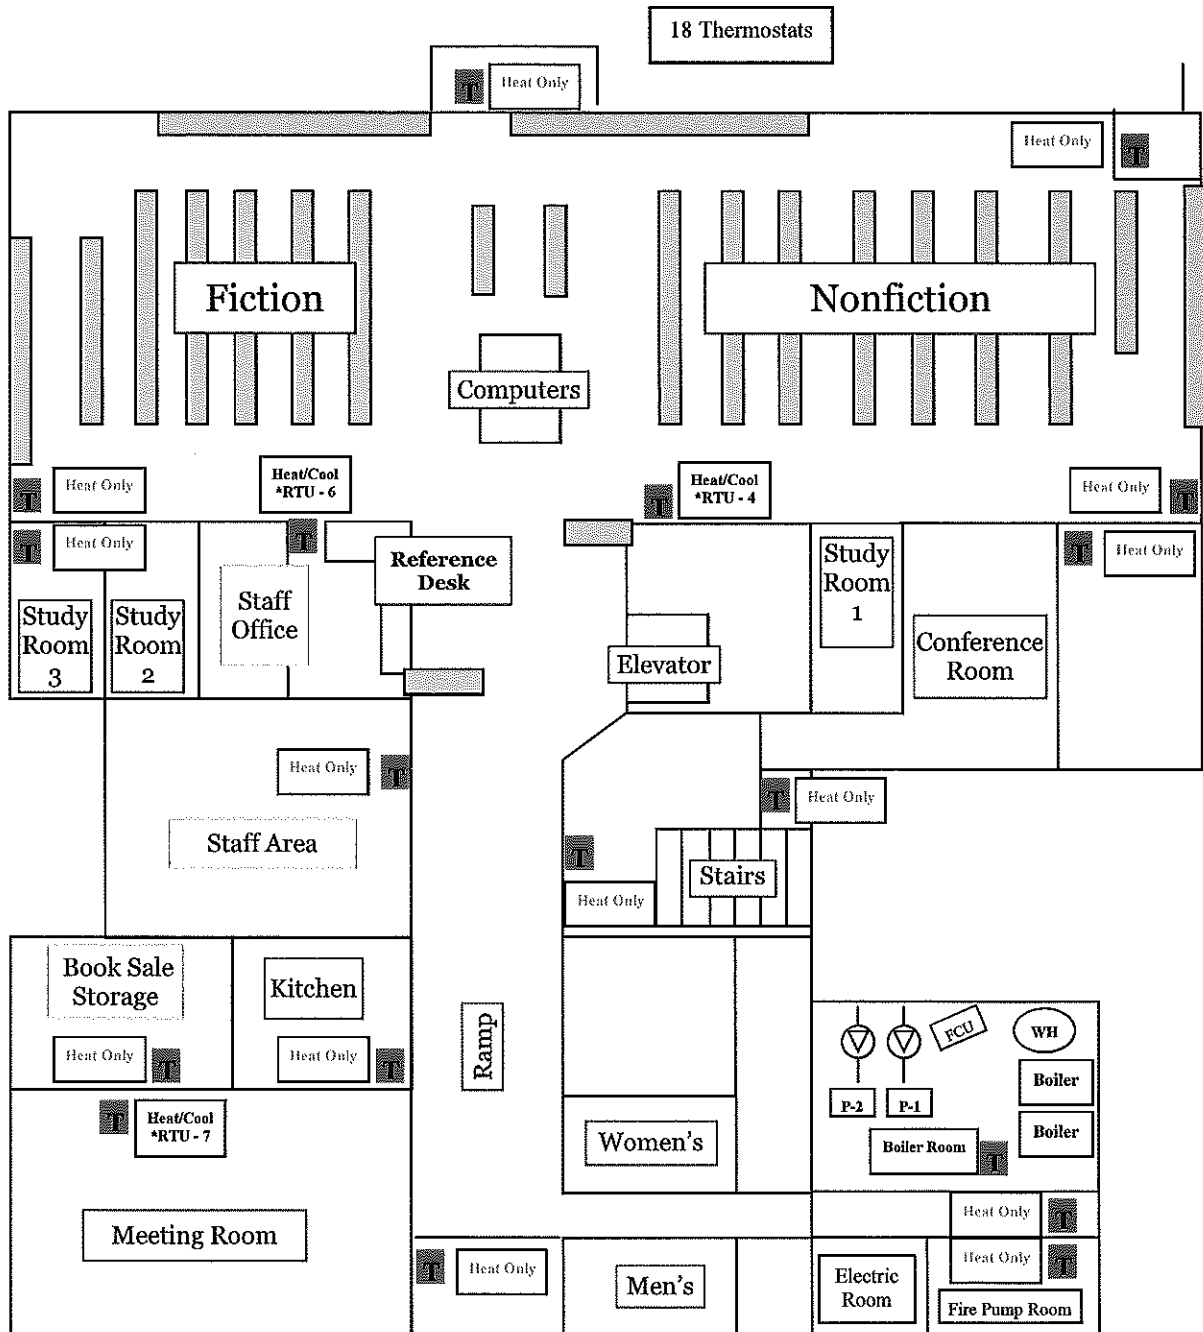 18 Thermostats
T
Heat Only
Heat Only
T
Fiction
Nonfiction
Computers
T
Heat Only
Heat/Cool
*RTU - 6
T
Heat/Cool
*RTU - 4
Heat Only
T
T
Heat Only
T
Reference
Desk
Staff
Office
Study
Room
3
Study
Room
2
Elevator
Study
Room
1
Conference
Room
T
Heat Only
Heat Only
T
Staff Area
T
Heat Only
T
Heat Only
Stairs
Book Sale
Storage
Kitchen
Heat Only
T
Heat Only
T
Ramp
FCU
WH
P-2
P-1
Boiler
Boiler
Boiler Room
T
T
Heat/Cool
*RTU - 7
Women's
Meeting Room
Heat Only
T
T
Heat Only
Men's
Electric
Room
Heat Only
T
Fire Pump Room